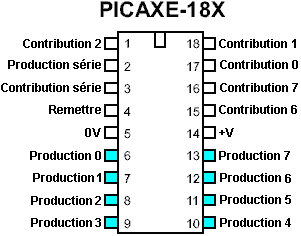 PICAXE-18X
Contribution 2 1 18 Contribution 1
Production série 2 17 Contribution 0
Contribution série 3 16 Contribution 7
Remettre 4 15 Contribution 6
0V 5 14 +V
Production 0 6 13 Production 7
Production 1 7 12 Production 6
Production 2 8 11 Production 5
Production 3 9 10 Production 4